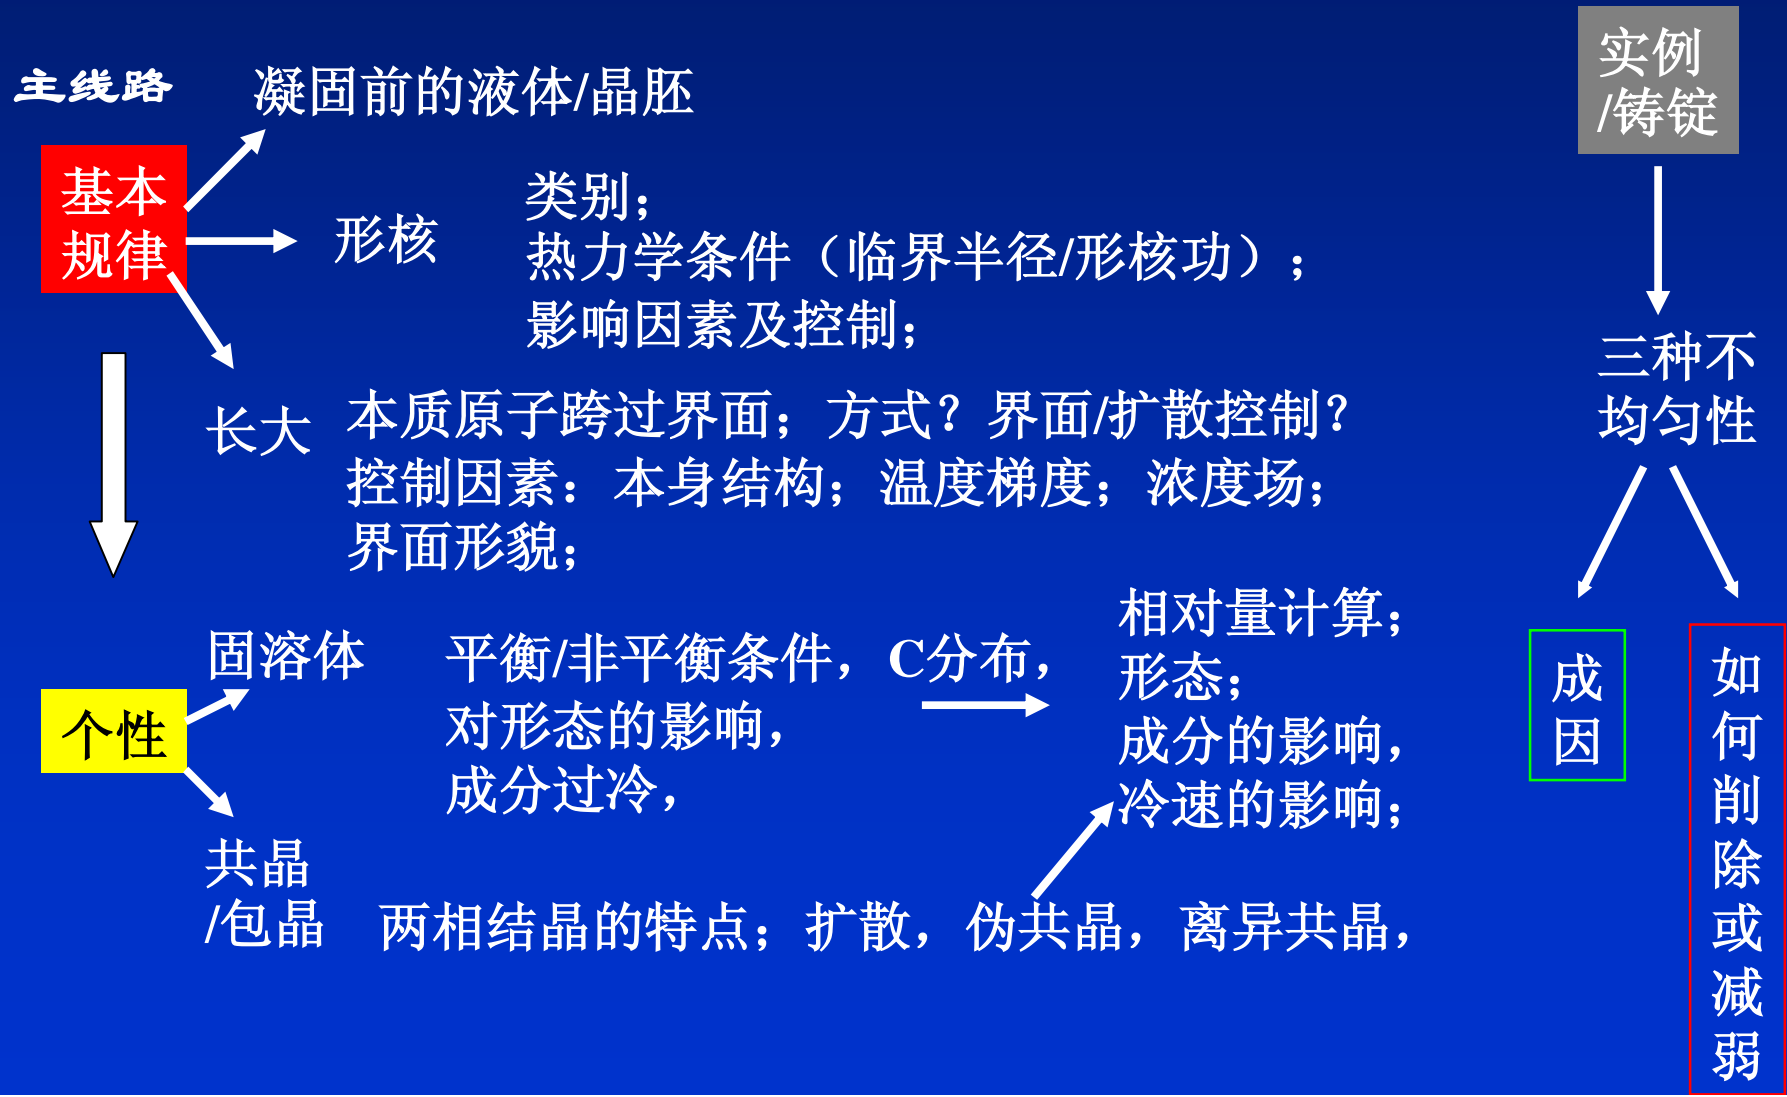 主线路
凝固前的液体/晶胚
基本
规律
形核
类别；
热力学条件（临界半径/形核功）；
影响因素及控制；
长大
本质原子跨过界面；方式？界面/扩散控制？
控制因素：本身结构；温度梯度；浓度场；
界面形貌；
个性
固溶体
平衡/非平衡条件，C分布，
对形态的影响，
成分过冷，
相对量计算；
形态；
成分的影响，
冷速的影响；
共晶
/包晶
两相结晶的特点；扩散，伪共晶，离异共晶，
实例
/铸锭
三种不
均匀性
成
因
如
何
削
除
或
减
弱